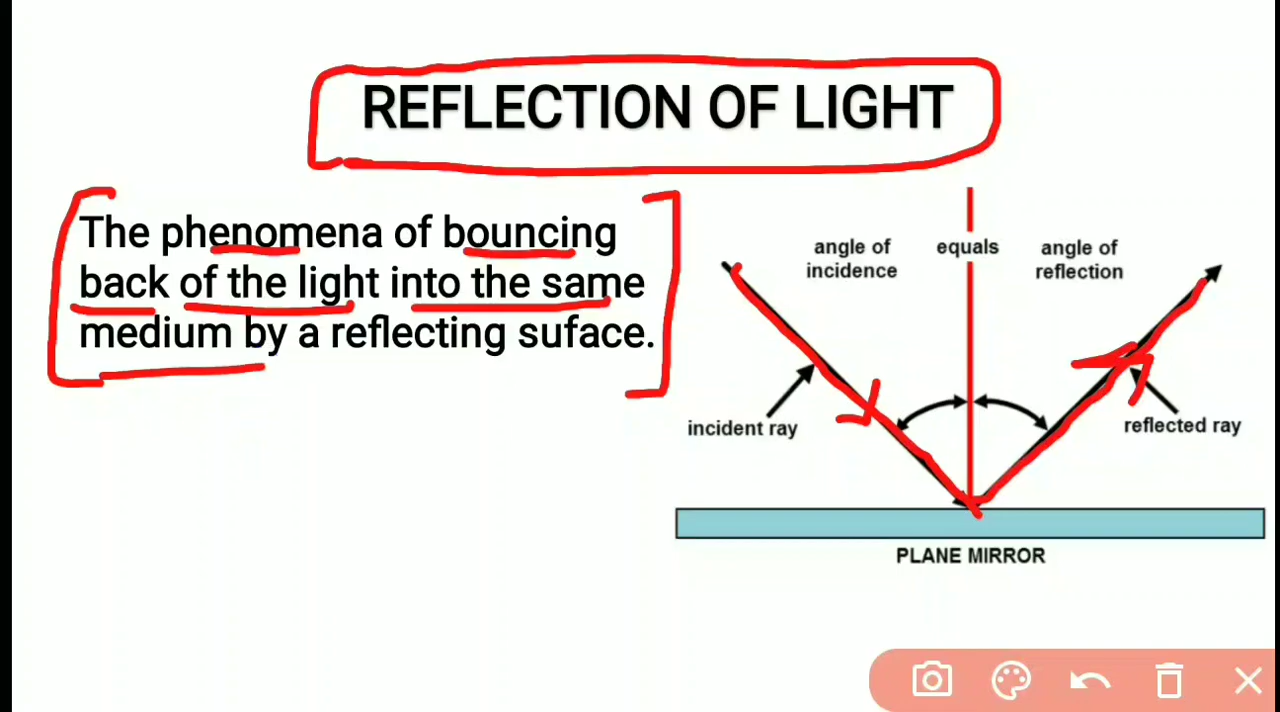 REFLECTION OF LIGHT
The phenomena of bouncing
back of the light into the same
medium by a reflecting suface.
angle of
incidence
equals
angle of
reflection
incident ray
reflected ray
PLANE MIRROR